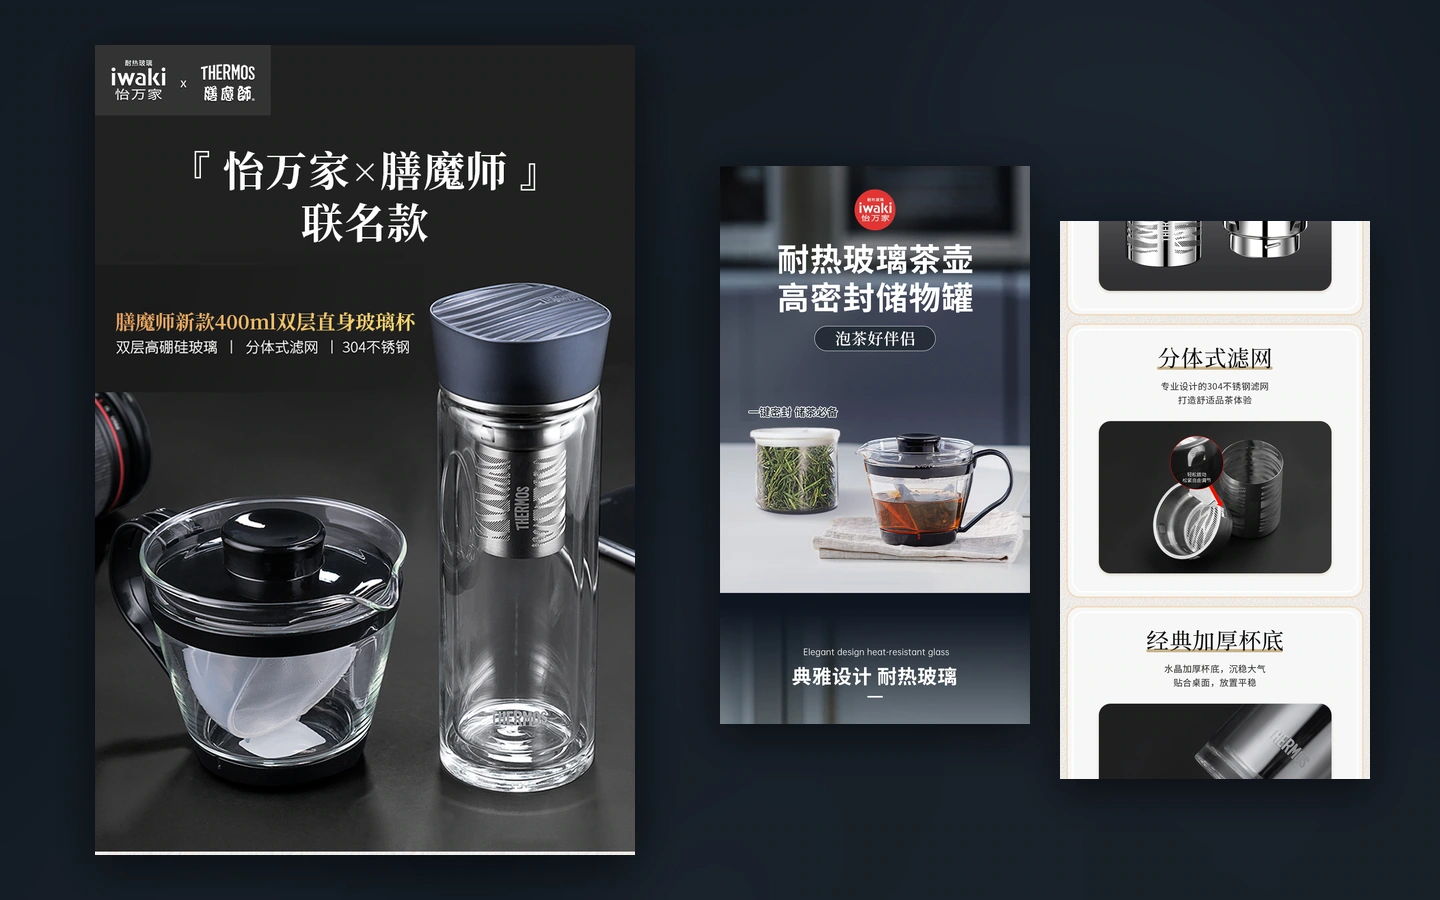 耐热玻璃
iwaki
怡万家
x
THERMOS
膳魔師
『 怡万家×膳魔师 』
联名款
膳魔师新款400ml双层直身玻璃杯
双层高硼硅玻璃 | 分体式滤网 | 304不锈钢
THERMOS
THERMOS
耐热玻璃
iwaki
怡万家
耐热玻璃茶壶
高密封储物罐
泡茶好伴侣
一键密封 储茶必备
Elegant design heat-resistant glass
典雅设计 耐热玻璃
分体式滤网
专业设计的304不锈钢滤网
打造舒适品茶体验
经典加厚杯底
水晶加厚杯底，沉稳大气
贴合桌面，放置平稳
THERMOS